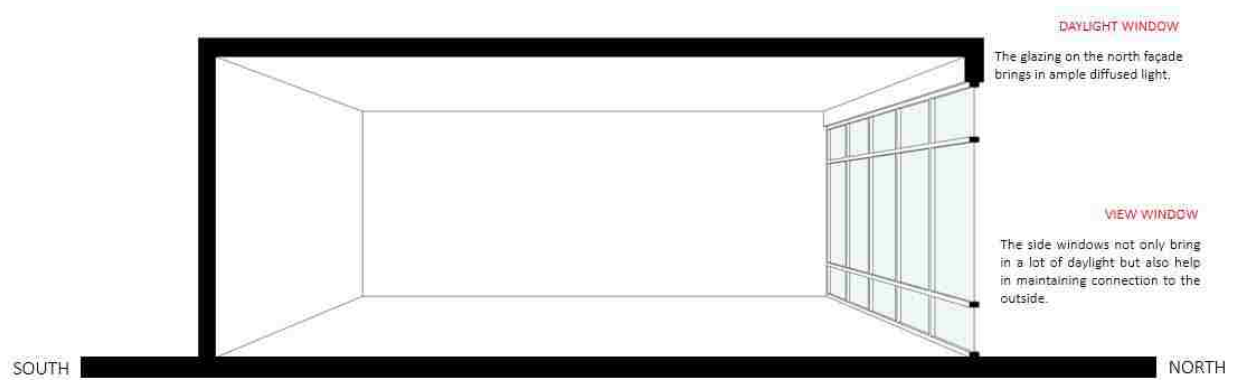 DAYLIGHT WINDOW
The glazing on the north façade
brings in ample diffused light.
VIEW WINDOW
The side windows not only bring
in a lot of daylight but also help
in maintaining connection to the
outside.
SOUTH
NORTH